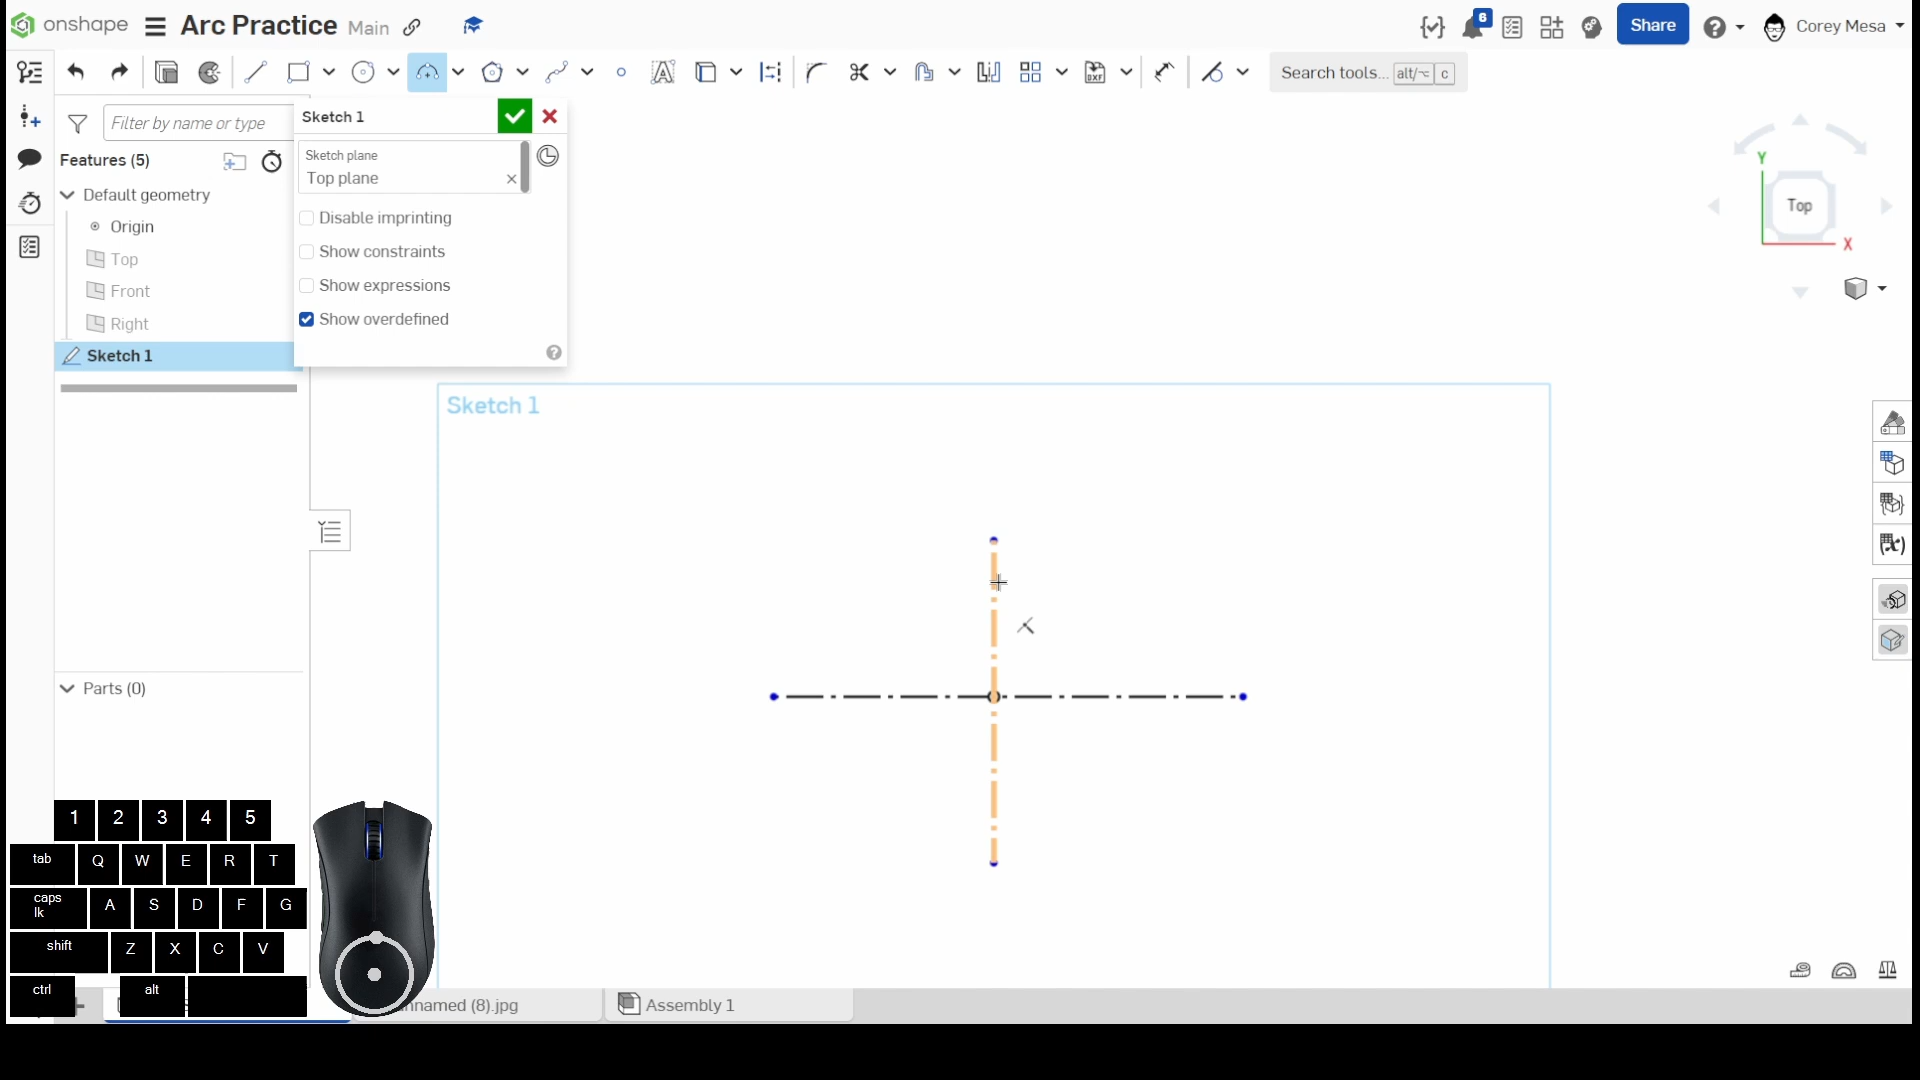 onshape Arc Practice Main 6 Share Corey Mesa
Search tools... alt/⌥ c
Filter by name or type
Features (5)
Default geometry
Origin
Top
Front
Right
Sketch 1
Parts (0)
Sketch 1
Sketch plane
Top plane
Disable imprinting
Show constraints
Show expressions
Show overdefined
Sketch 1
Y
Top
X
1 2 3 4 5
tab Q W E R T
caps lk A S D F G
shift Z X C V
ctrl alt
nnamed (8).jpg
Assembly 1